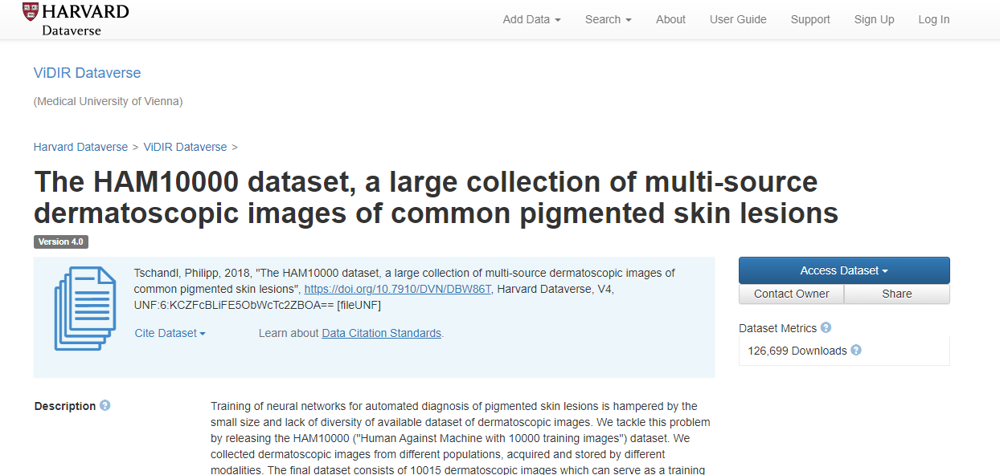 HARVARD
Dataverse
Add Data
Search
About
User Guide
Support
Sign Up
Log In
ViDIR Dataverse
(Medical University of Vienna)
Harvard Dataverse > ViDIR Dataverse >
The HAM10000 dataset, a large collection of multi-source
dermatoscopic images of common pigmented skin lesions
Version 4.0
Tschandl, Philipp, 2018, "The HAM10000 dataset, a large collection of multi-source dermatoscopic images of
common pigmented skin lesions", https://doi.org/10.7910/DVN/DBW86T, Harvard Dataverse, V4,
UNF:6:KCZFcBLiFE5ObWcTc2ZBOA== [fileUNF]
Cite Dataset
Learn about Data Citation Standards.
Access Dataset
Contact Owner
Share
Dataset Metrics ?
126,699 Downloads ?
Description ?
Training of neural networks for automated diagnosis of pigmented skin lesions is hampered by the
small size and lack of diversity of available dataset of dermatoscopic images. We tackle this problem
by releasing the HAM10000 ("Human Against Machine with 10000 training images") dataset. We
collected dermatoscopic images from different populations, acquired and stored by different
modalities. The final dataset consists of 10015 dermatoscopic images which can serve as a training